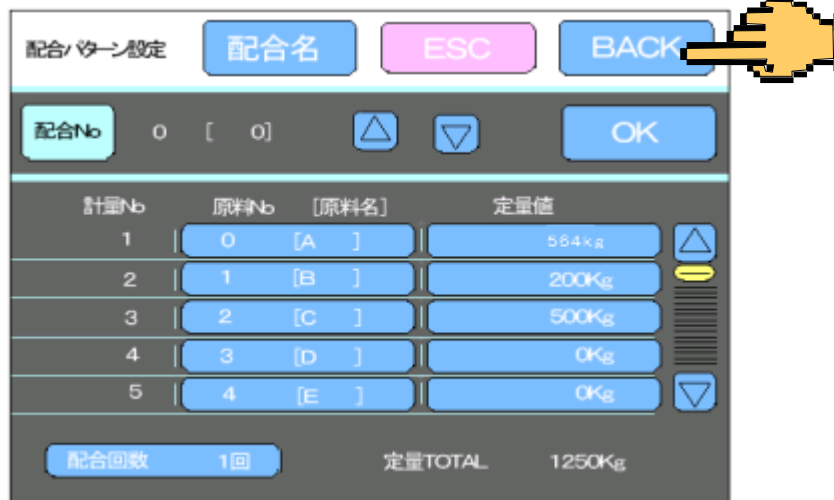 配合パターン設定 配合名 ESC BACK
配合No 0 [ 0] OK
計量No 原料No [原料名] 定量値
1 0 [A ] 564kg
2 1 [B ] 200Kg
3 2 [C ] 500Kg
4 3 [D ] 0Kg
5 4 [E ] 0Kg
配合回数 1回 定量TOTAL 1250Kg